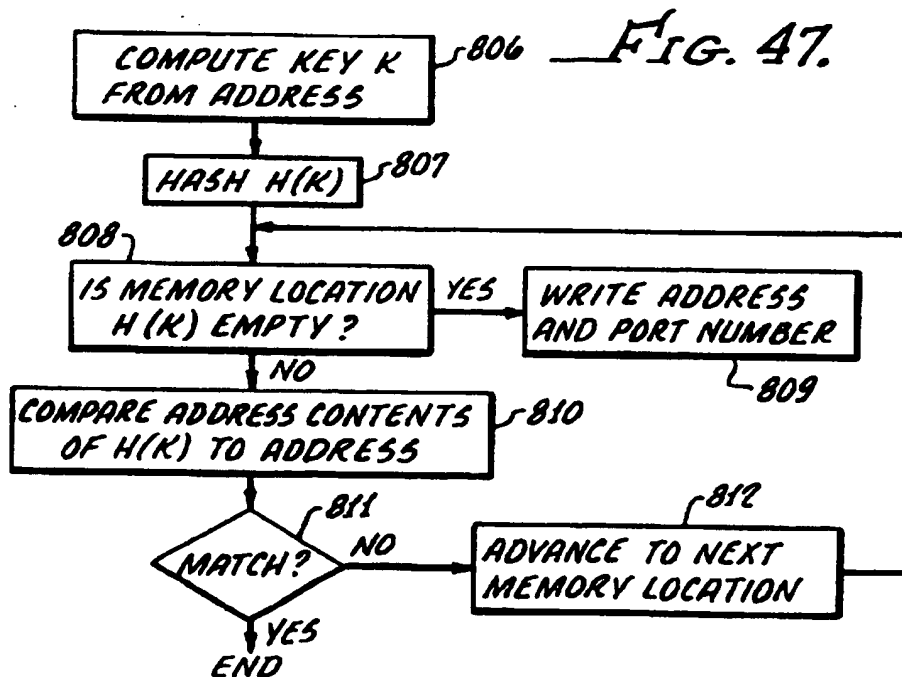 FIG. 47.
COMPUTE KEY K
FROM ADDRESS
806
HASH H(K)
807
808
IS MEMORY LOCATION
H(K) EMPTY?
YES
WRITE ADDRESS
AND PORT NUMBER
809
NO
COMPARE ADDRESS CONTENTS
OF H(K) TO ADDRESS
810
811
MATCH?
NO
812
ADVANCE TO NEXT
MEMORY LOCATION
YES
END